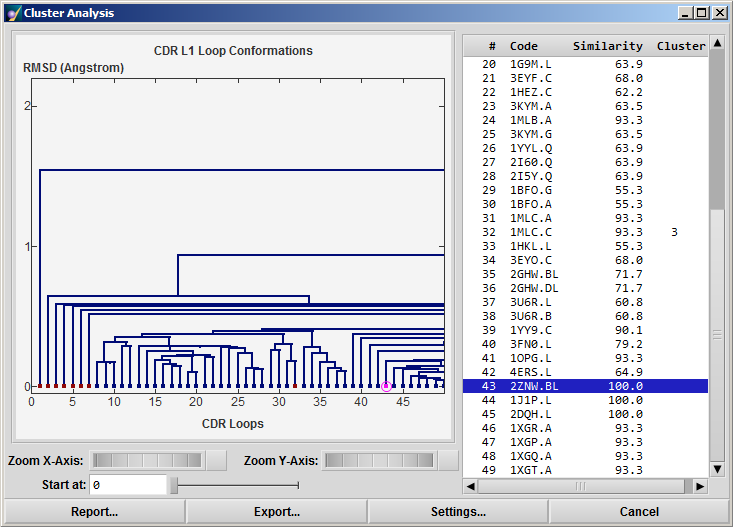 Cluster Analysis
CDR L1 Loop Conformations
RMSD (Angstrom)
2
1
0
0 5 10 15 20 25 30 35 40 45
CDR Loops
Zoom X-Axis: Zoom Y-Axis:
Start at: 0
# Code Similarity Cluster
20 1G9M.L 63.9
21 3EYF.C 68.0
22 1HEZ.C 62.2
23 3KYM.A 63.5
24 1MLB.A 93.3
25 3KYM.G 63.5
26 1YYL.Q 63.9
27 2I60.Q 63.9
28 2I5Y.Q 63.9
29 1BFO.G 55.3
30 1BFO.A 55.3
31 1MLC.A 93.3
32 1MLC.C 93.3 3
33 1HKL.L 55.3
34 3EYO.C 68.0
35 2GHW.BL 71.7
36 2GHW.DL 71.7
37 3U6R.L 60.8
38 3U6R.B 60.8
39 1YY9.C 90.1
40 3FN0.L 79.2
41 1OPG.L 93.3
42 4ERS.L 64.9
43 2ZNW.BL 100.0
44 1J1P.L 100.0
45 2DQH.L 100.0
46 1XGR.A 93.3
47 1XGP.A 93.3
48 1XGQ.A 93.3
49 1XGT.A 93.3
Report... Export... Settings... Cancel